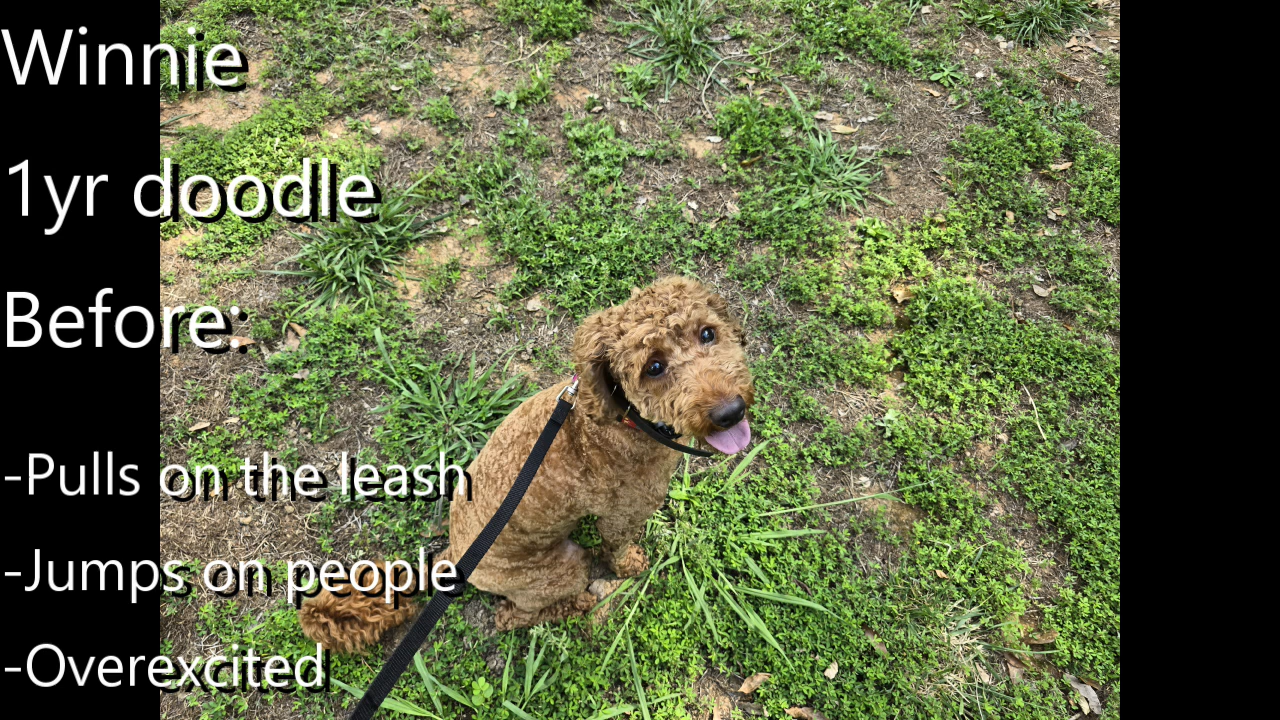 Winnie
1yr doodle
Before:
-Pulls on the leash
-Jumps on people
-Overexcited